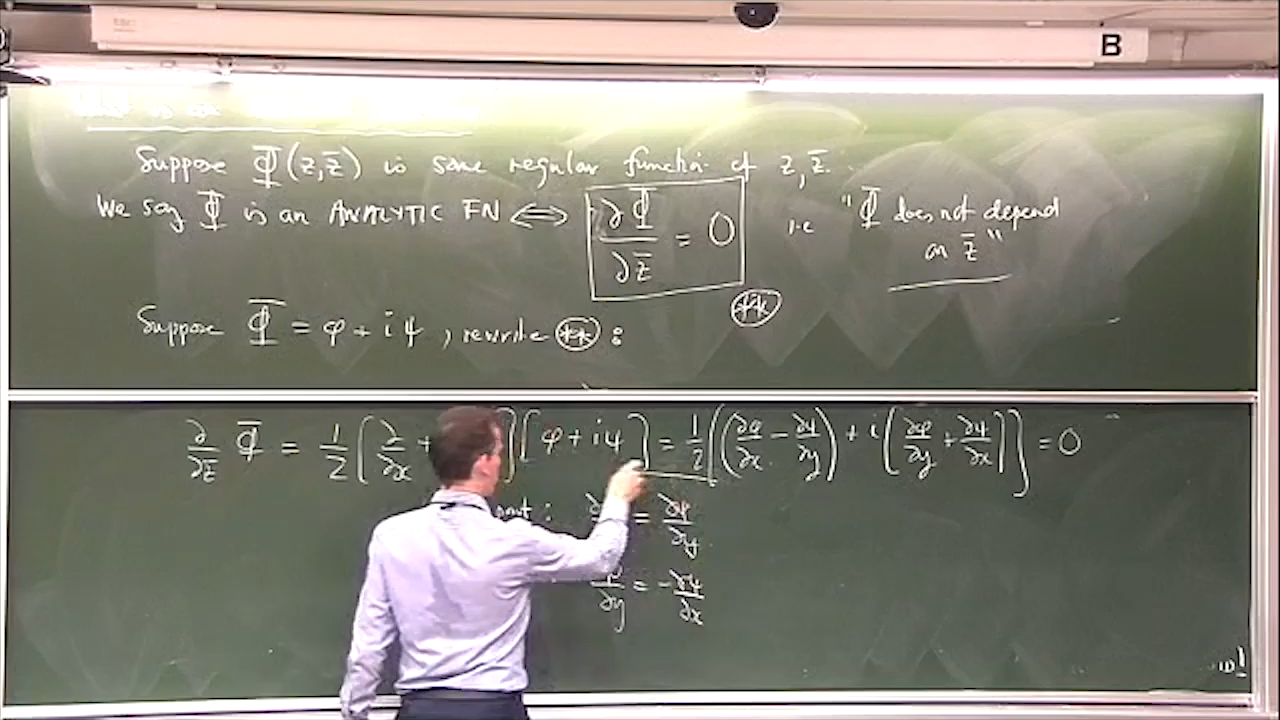 B
Suppose Φ(z, z̄) is some regular function of z, z̄.
We say Φ is an ANALYTIC FN ⟺ ∂Φ/∂z̄ = 0 i.e "Φ does not depend on z̄"
(**)
Suppose Φ = φ + iψ, rewrite (**) :
∂/∂z̄ Φ = 1/2 [∂/∂x + ] [φ + iψ] = 1/2 [(∂φ/∂x - ∂ψ/∂y) + i(∂φ/∂y + ∂ψ/∂x)] = 0
: = ∂ψ/∂y
∂y = -∂ψ/∂x